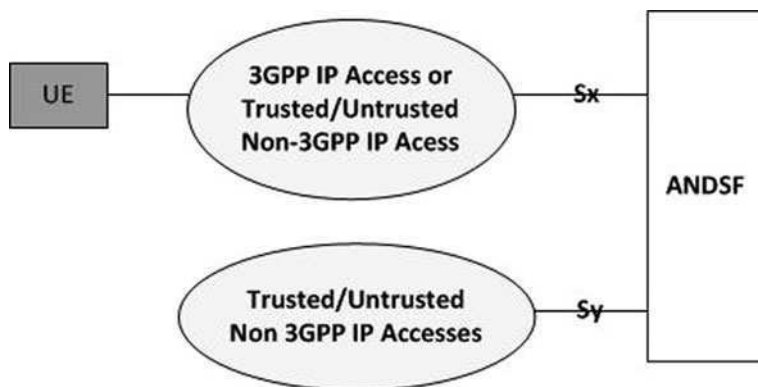 UE
3GPP IP Access or
Trusted/Untrusted
Non-3GPP IP Acess
Sx
ANDSF
Trusted/Untrusted
Non 3GPP IP Accesses
Sy